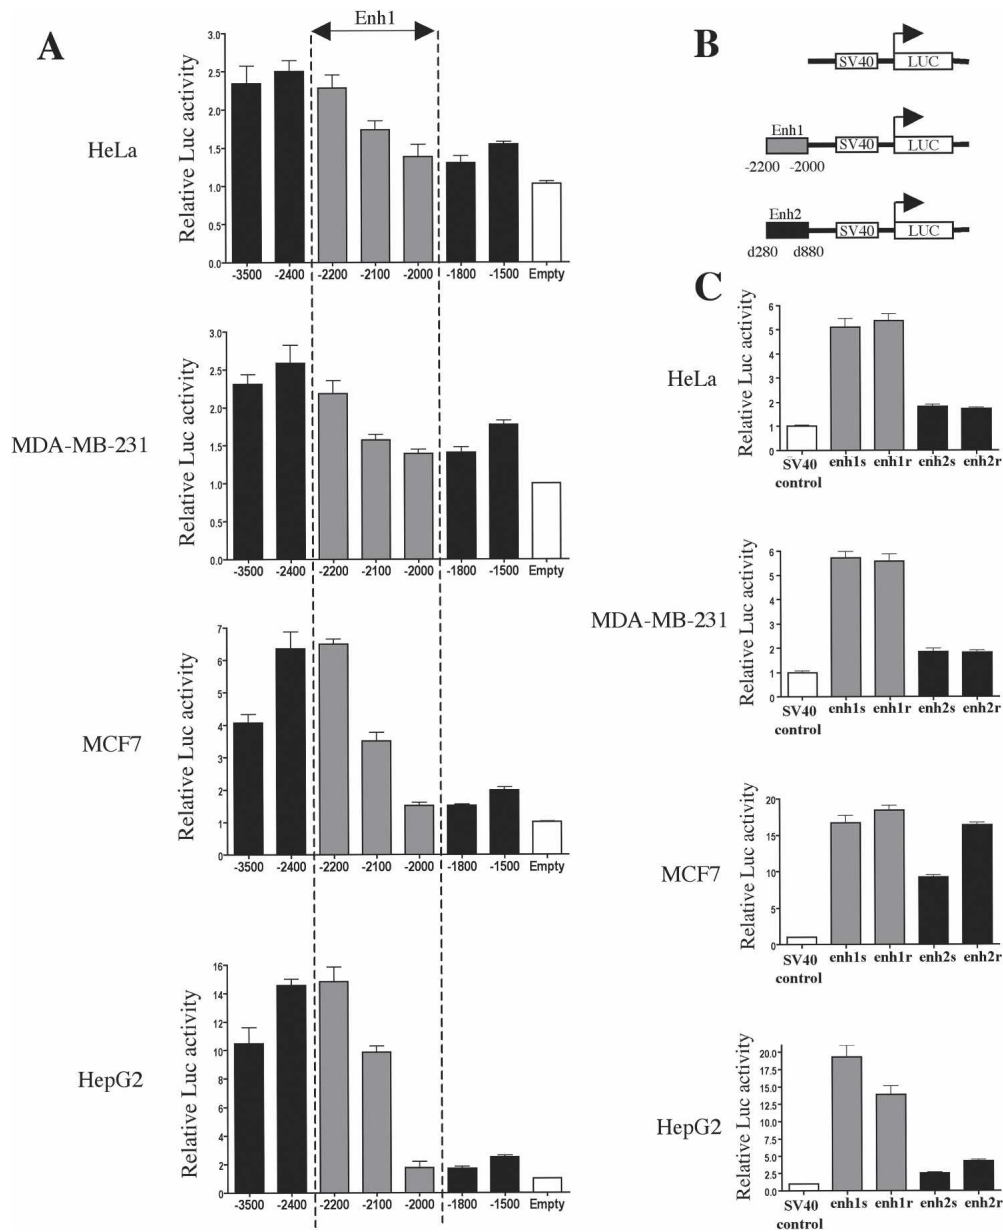 A
Enh1
HeLa
Relative Luc activity
3.0
2.5
2.0
1.5
1.0
0.5
0.0
-3500 -2400 -2200 -2100 -2000 -1800 -1500 Empty
MDA-MB-231
Relative Luc activity
3.0
2.5
2.0
1.5
1.0
0.5
0.0
-3500 -2400 -2200 -2100 -2000 -1800 -1500 Empty
MCF7
Relative Luc activity
7
6
5
4
3
2
1
0
-3500 -2400 -2200 -2100 -2000 -1800 -1500 Empty
HepG2
Relative Luc activity
16
14
12
10
8
6
4
2
0
-3500 -2400 -2200 -2100 -2000 -1800 -1500 Empty
B
SV40 LUC
Enh1
SV40 LUC
-2200 -2000
Enh2
SV40 LUC
d280 d880
C
HeLa
Relative Luc activity
6
5
4
3
2
1
0
SV40 enh1s enh1r enh2s enh2r
control
MDA-MB-231
Relative Luc activity
6
5
4
3
2
1
0
SV40 enh1s enh1r enh2s enh2r
control
MCF7
Relative Luc activity
20
15
10
5
0
SV40 enh1s enh1r enh2s enh2r
control
HepG2
Relative Luc activity
20.0
17.5
15.0
12.5
10.0
7.5
5.0
2.5
0.0
SV40 enh1s enh1r enh2s enh2r
control